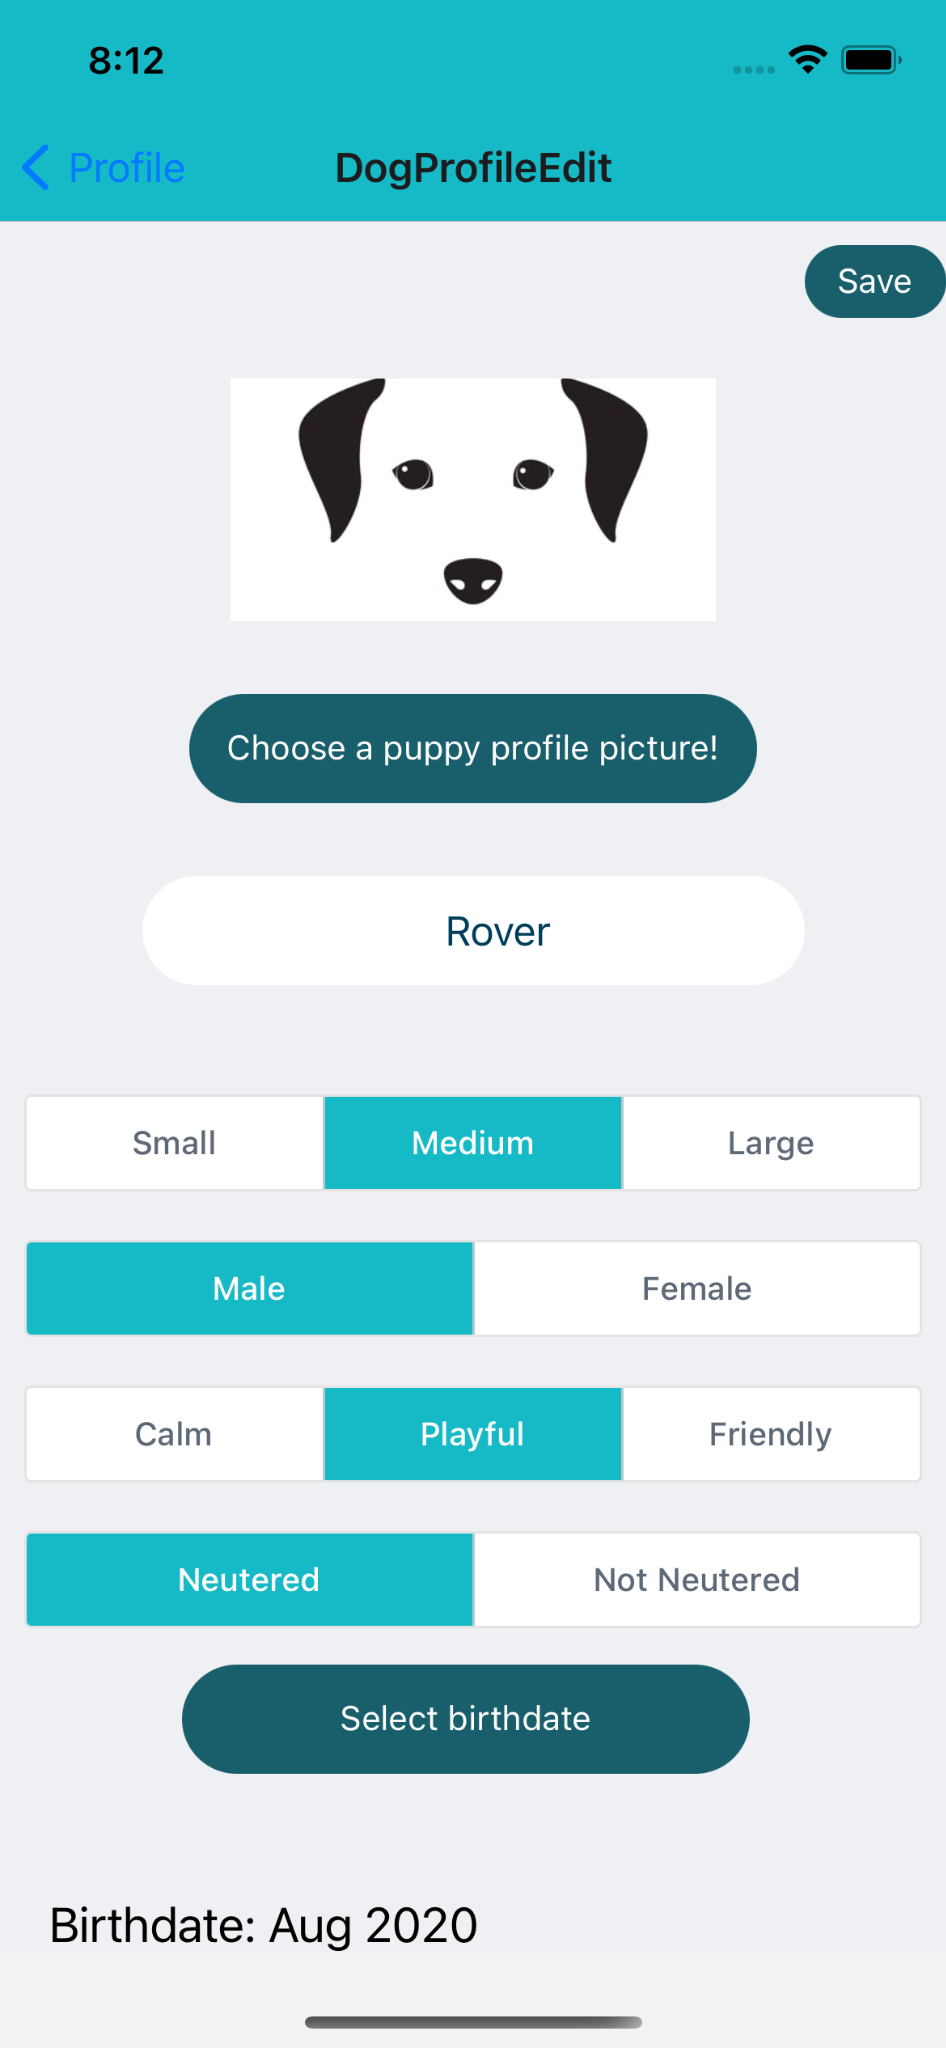 8:12
Profile DogProfileEdit
Save
Choose a puppy profile picture!
Rover
Small Medium Large
Male Female
Calm Playful Friendly
Neutered Not Neutered
Select birthdate
Birthdate: Aug 2020